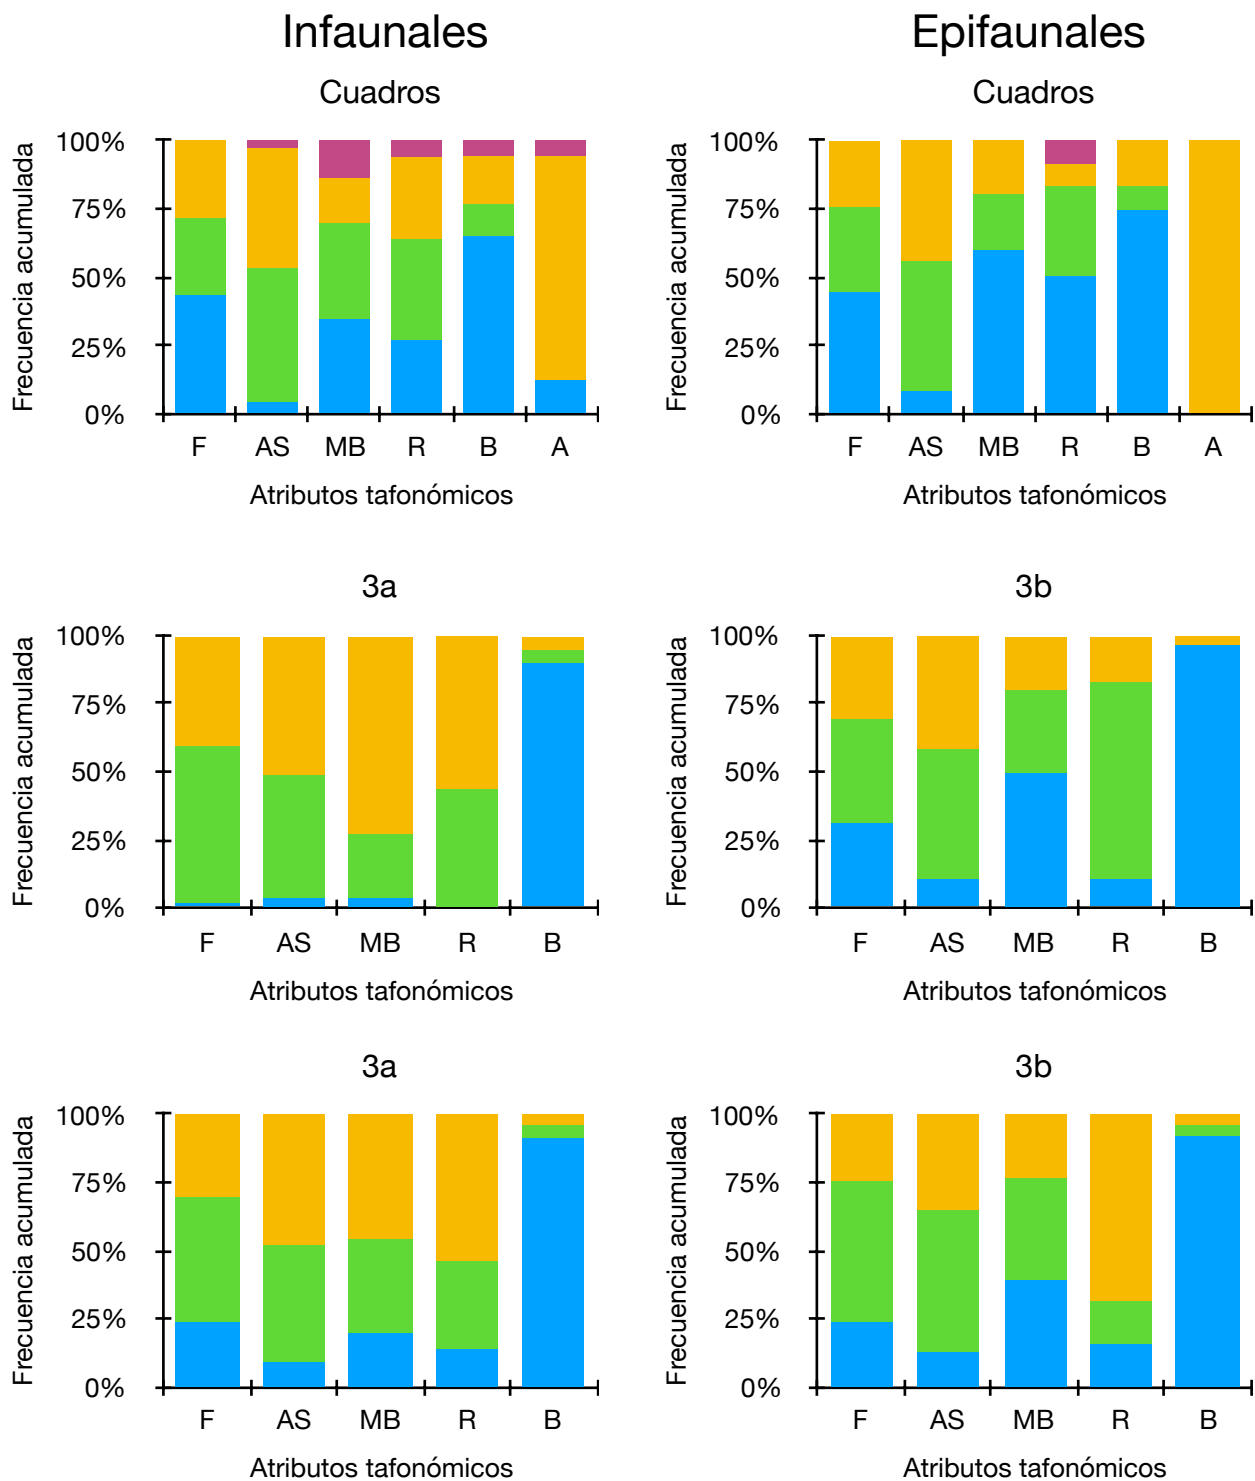 Infaunales
Epifaunales
Cuadros
Frecuencia acumulada
100%
75%
50%
25%
0%
F AS MB R B A
Atributos tafonómicos
Cuadros
Frecuencia acumulada
100%
75%
50%
25%
0%
F AS MB R B A
Atributos tafonómicos
3a
Frecuencia acumulada
100%
75%
50%
25%
0%
F AS MB R B
Atributos tafonómicos
3b
Frecuencia acumulada
100%
75%
50%
25%
0%
F AS MB R B
Atributos tafonómicos
3a
Frecuencia acumulada
100%
75%
50%
25%
0%
F AS MB R B
Atributos tafonómicos
3b
Frecuencia acumulada
100%
75%
50%
25%
0%
F AS MB R B
Atributos tafonómicos